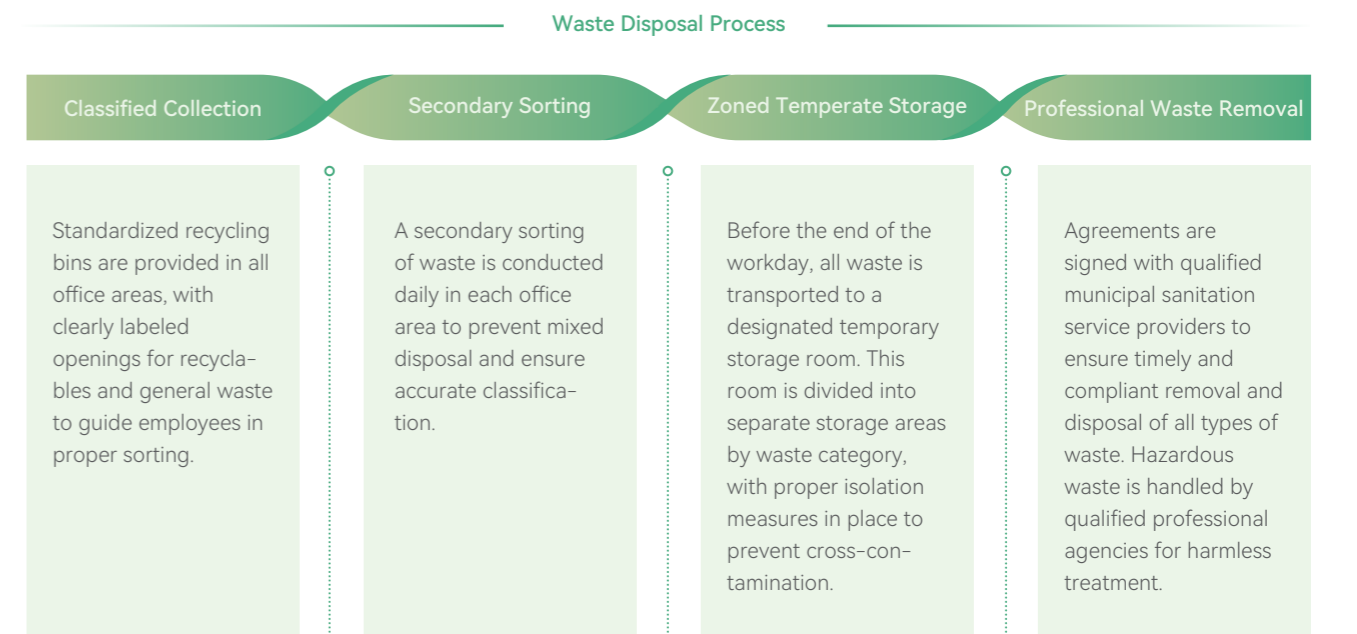 Waste Disposal Process
Classified Collection
Secondary Sorting
Zoned Temperate Storage
Professional Waste Removal
Standardized recycling
bins are provided in all
office areas, with
clearly labeled
openings for recycla-
bles and general waste
to guide employees in
proper sorting.
A secondary sorting
of waste is conducted
daily in each office
area to prevent mixed
disposal and ensure
accurate classifica-
tion.
Before the end of the
workday, all waste is
transported to a
designated temporary
storage room. This
room is divided into
separate storage areas
by waste category,
with proper isolation
measures in place to
prevent cross-con-
tamination.
Agreements are
signed with qualified
municipal sanitation
service providers to
ensure timely and
compliant removal and
disposal of all types of
waste. Hazardous
waste is handled by
qualified professional
agencies for harmless
treatment.